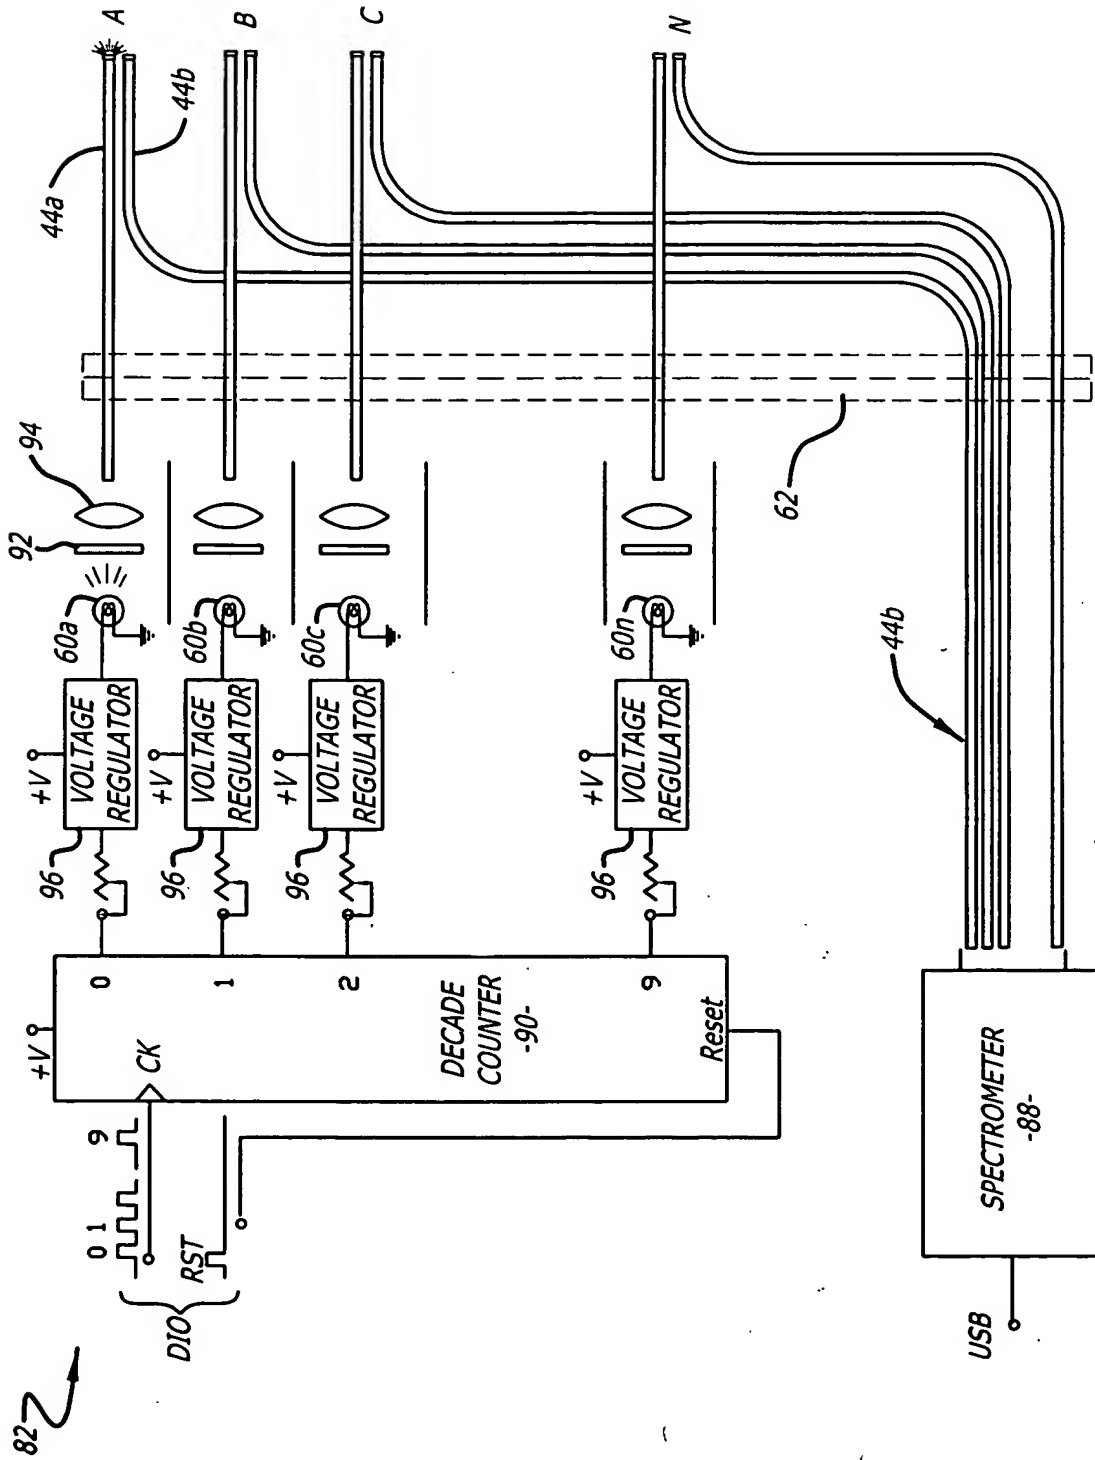 82
DIO
0 1 9
RST
+V
CK
0
1
2
9
DECADE
COUNTER
-90-
Reset
96
+V
VOLTAGE
REGULATOR
60a
92
94
44a
44b
A
96
+V
VOLTAGE
REGULATOR
60b
B
96
+V
VOLTAGE
REGULATOR
60c
C
96
+V
VOLTAGE
REGULATOR
60n
N
62
44b
USB
SPECTROMETER
-88-